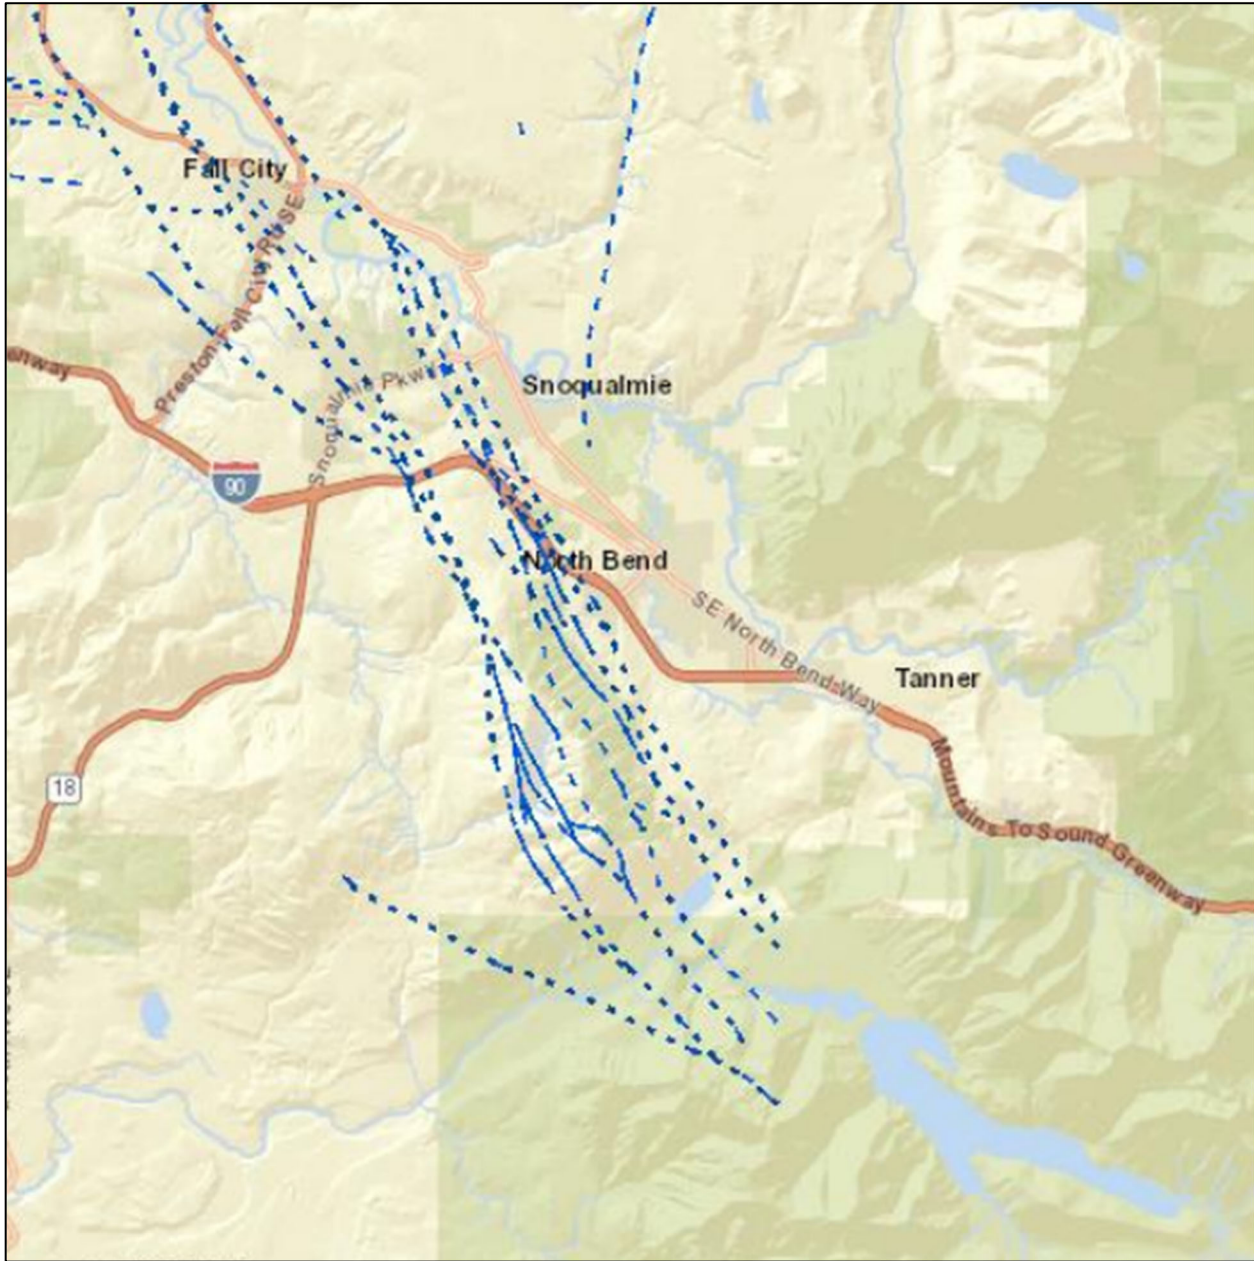 Fall City
Preston-Fall City Rd SE
enway
Snoqualmie Pkwy
Snoqualmie
90
North Bend
SE North Bend Way
Tanner
18
Mountains To Sound Greenway